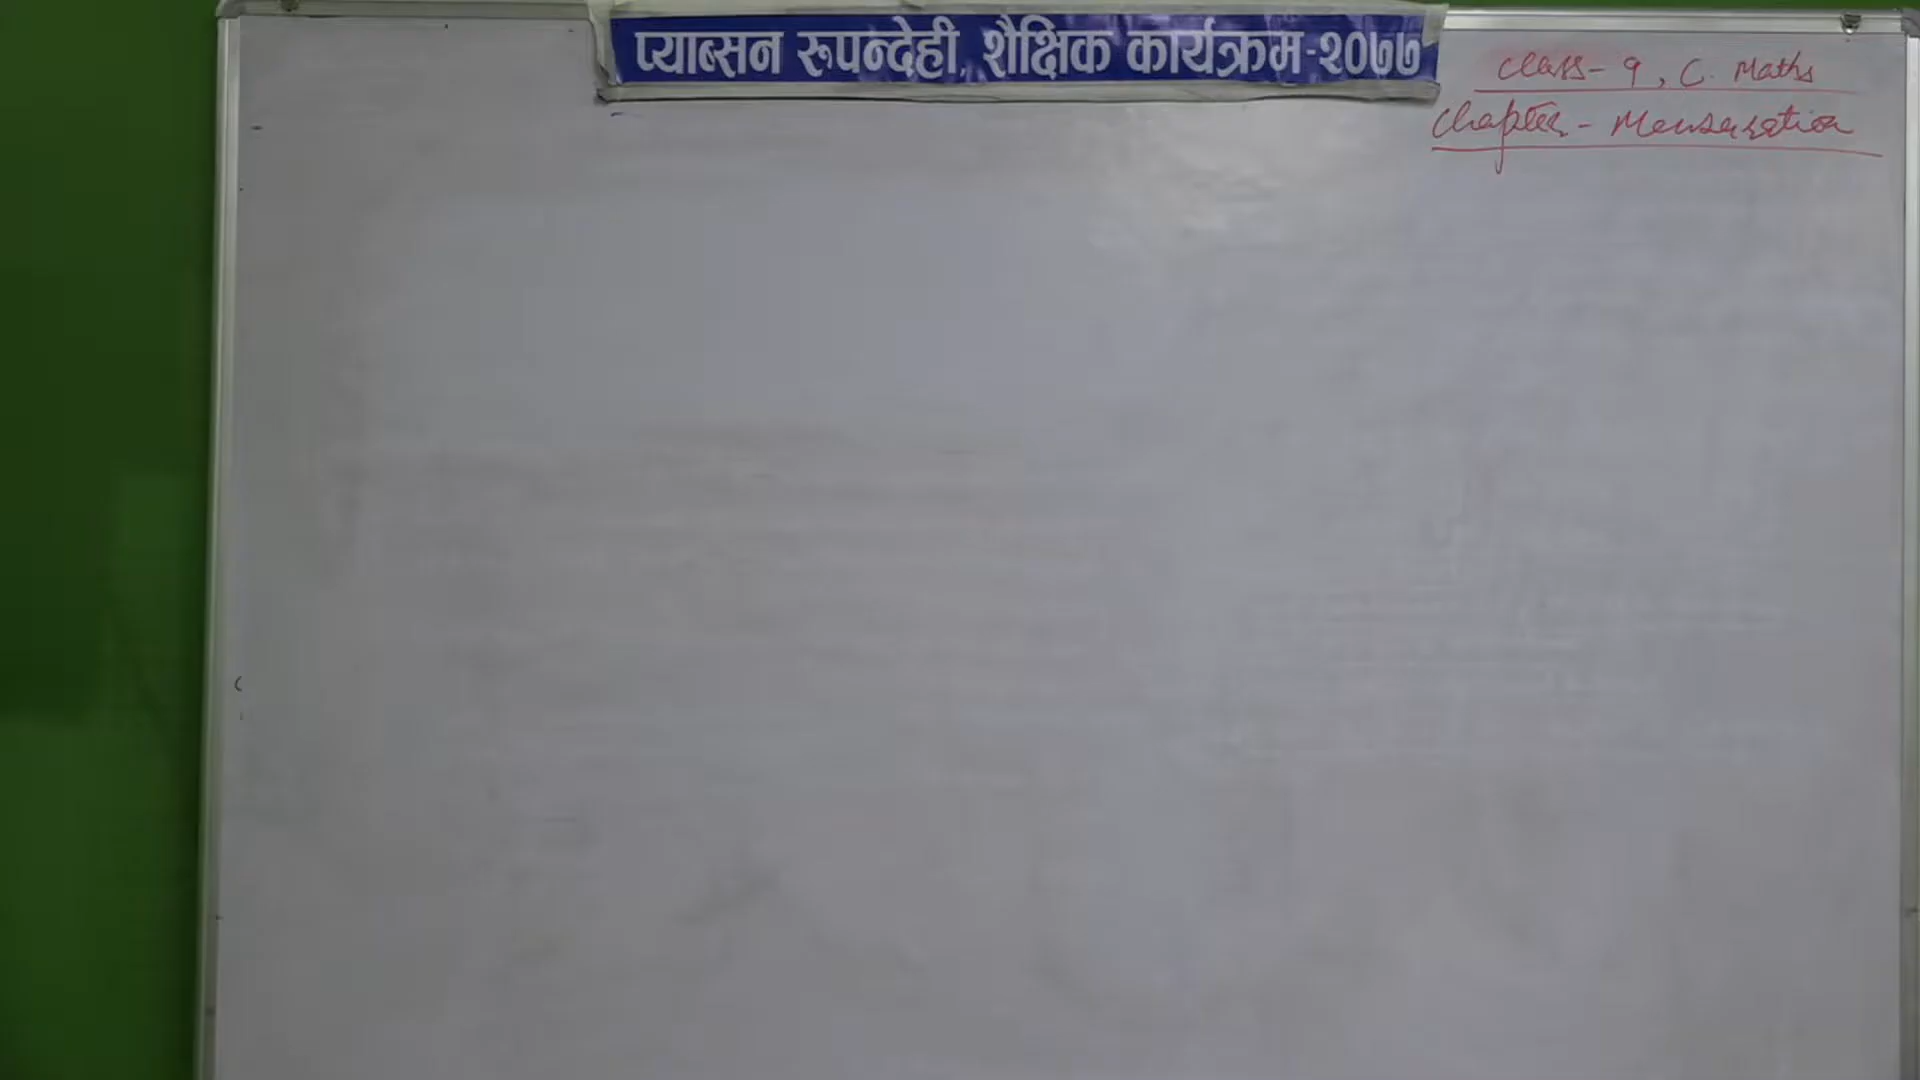 प्याब्सन रुपन्देही, शैक्षिक कार्यक्रम-२०७७
Class - 9, C. Maths
Chapter - Mensuration